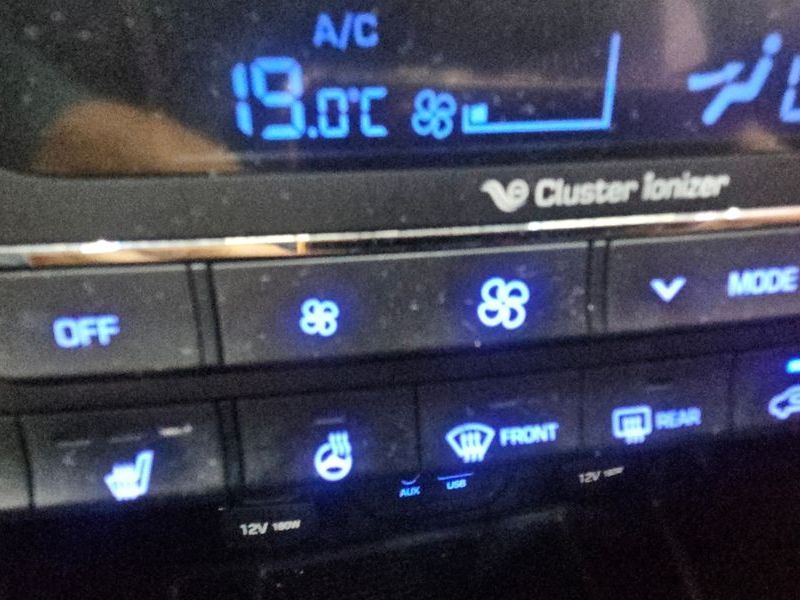 A/C
19.0°C
Cluster ionizer
OFF
MODE
FRONT
REAR
AUX
USB
12V 180W
12V